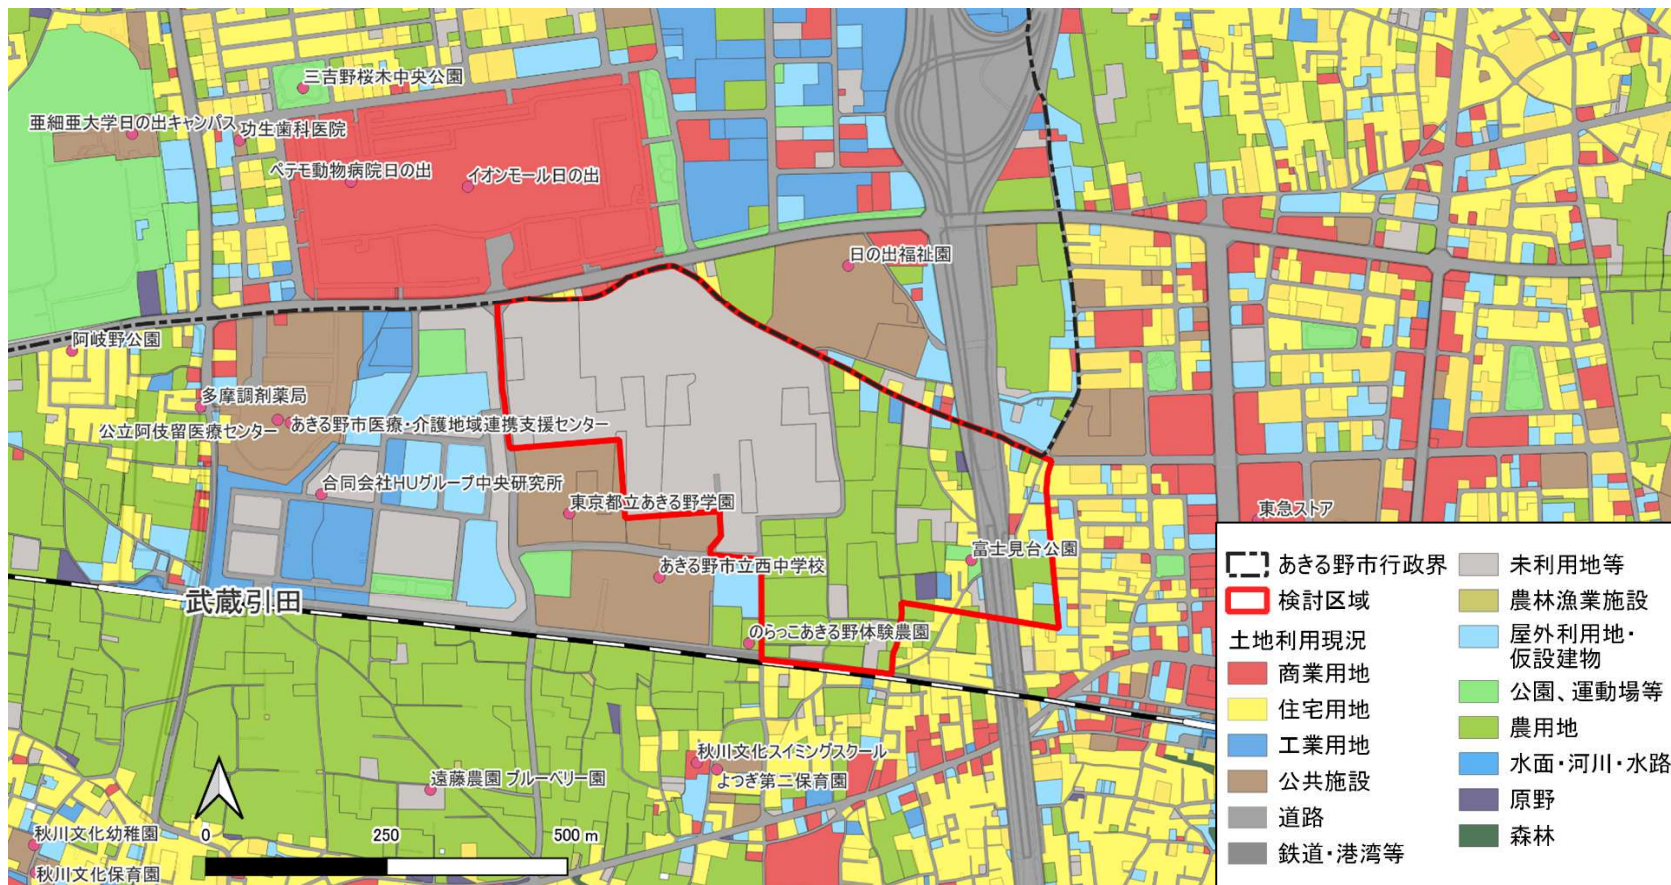 三吉野桜木中央公園
亜細亜大学日の出キャンパス
功生歯科医院
ペテモ動物病院日の出
イオンモール日の出
日の出福祉園
阿岐野公園
多摩調剤薬局
公立阿伎留医療センター
あきる野市医療・介護地域連携支援センター
合同会社HUグループ中央研究所
東京都立あきる野学園
東急ストア
富士見台公園
あきる野市立西中学校
武蔵引田
のらっこあきる野体験農園
秋川文化スイミングスクール
よつぎ第二保育園
遠藤農園 ブルーベリー園
秋川文化幼稚園
秋川文化保育園
0 250 500 m
あきる野市行政界
検討区域
土地利用現況
商業用地
住宅用地
工業用地
公共施設
道路
鉄道・港湾等
未利用地等
農林漁業施設
屋外利用地・
仮設建物
公園、運動場等
農用地
水面・河川・水路
原野
森林